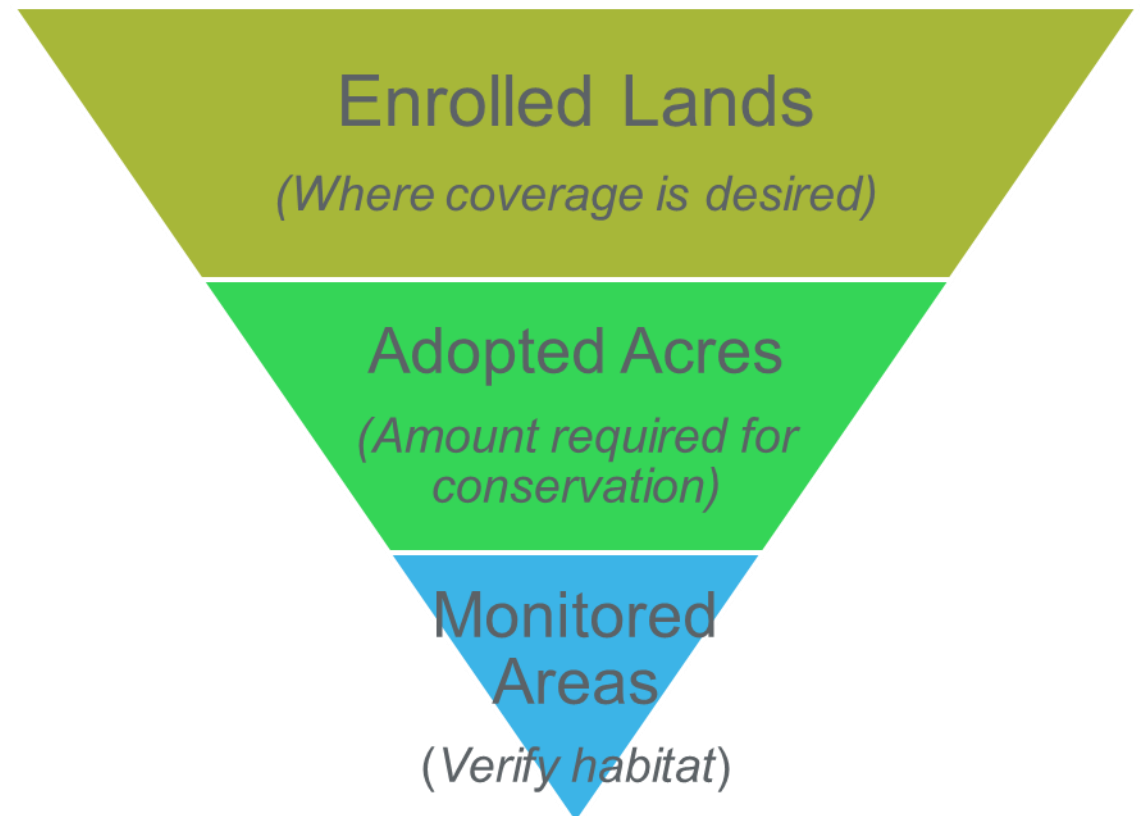 Enrolled Lands
(Where coverage is desired)
Adopted Acres
(Amount required for
conservation)
Monitored
Areas
(Verify habitat)